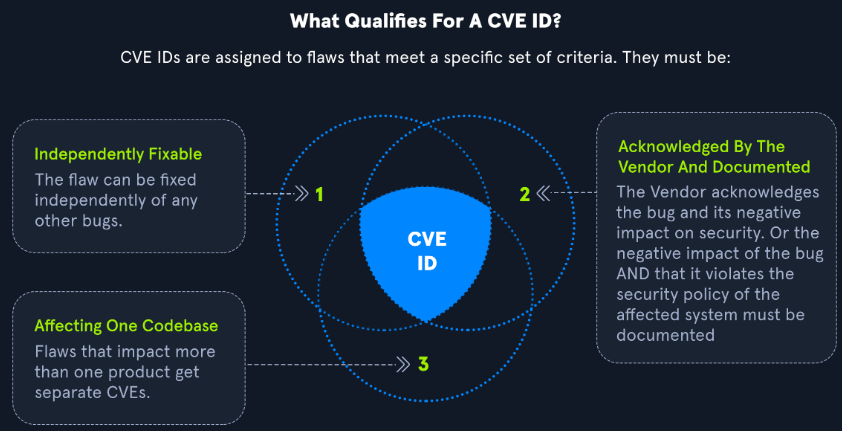 What Qualifies For A CVE ID?
CVE IDs are assigned to flaws that meet a specific set of criteria. They must be:
Independently Fixable
The flaw can be fixed
independently of any
other bugs.
1
2
Acknowledged By The
Vendor And Documented
The Vendor acknowledges
the bug and its negative
impact on security. Or the
negative impact of the bug
AND that it violates the
security policy of the
affected system must be
documented
CVE
ID
Affecting One Codebase
Flaws that impact more
than one product get
separate CVEs.
3